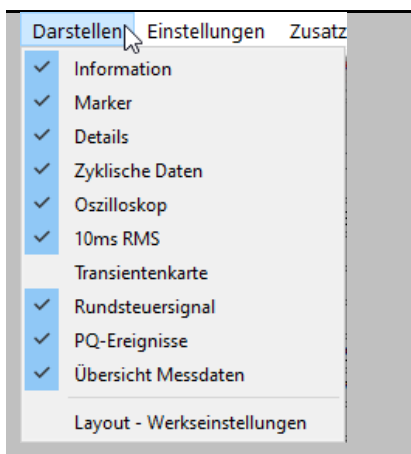 Darstellen Einstellungen Zusatz
Information
Marker
Details
Zyklische Daten
Oszilloskop
10ms RMS
Transientenkarte
Rundsteuersignal
PQ-Ereignisse
Übersicht Messdaten
Layout - Werkseinstellungen